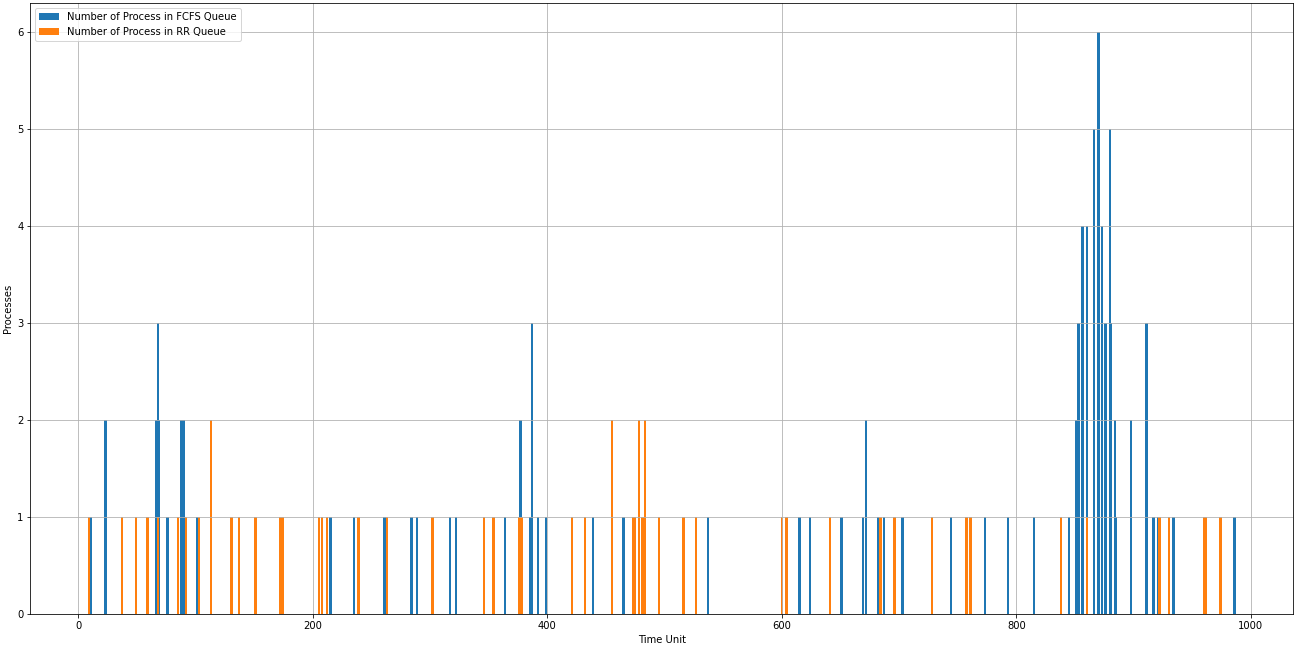 Number of Process in FCFS Queue
Number of Process in RR Queue
6
5
4
3
2
1
0
Processes
0 200 400 600 800 1000
Time Unit